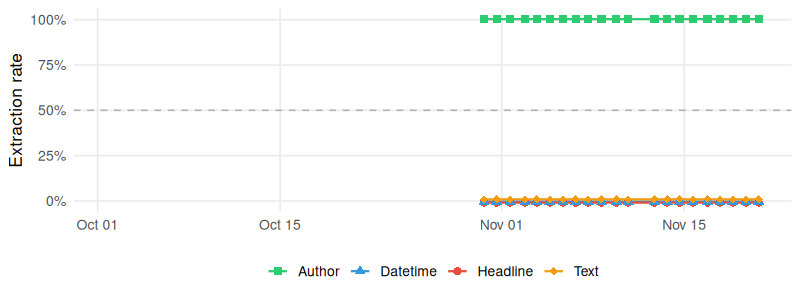 Extraction rate
100%
75%
50%
25%
0%
Oct 01 Oct 15 Nov 01 Nov 15
Author Datetime Headline Text